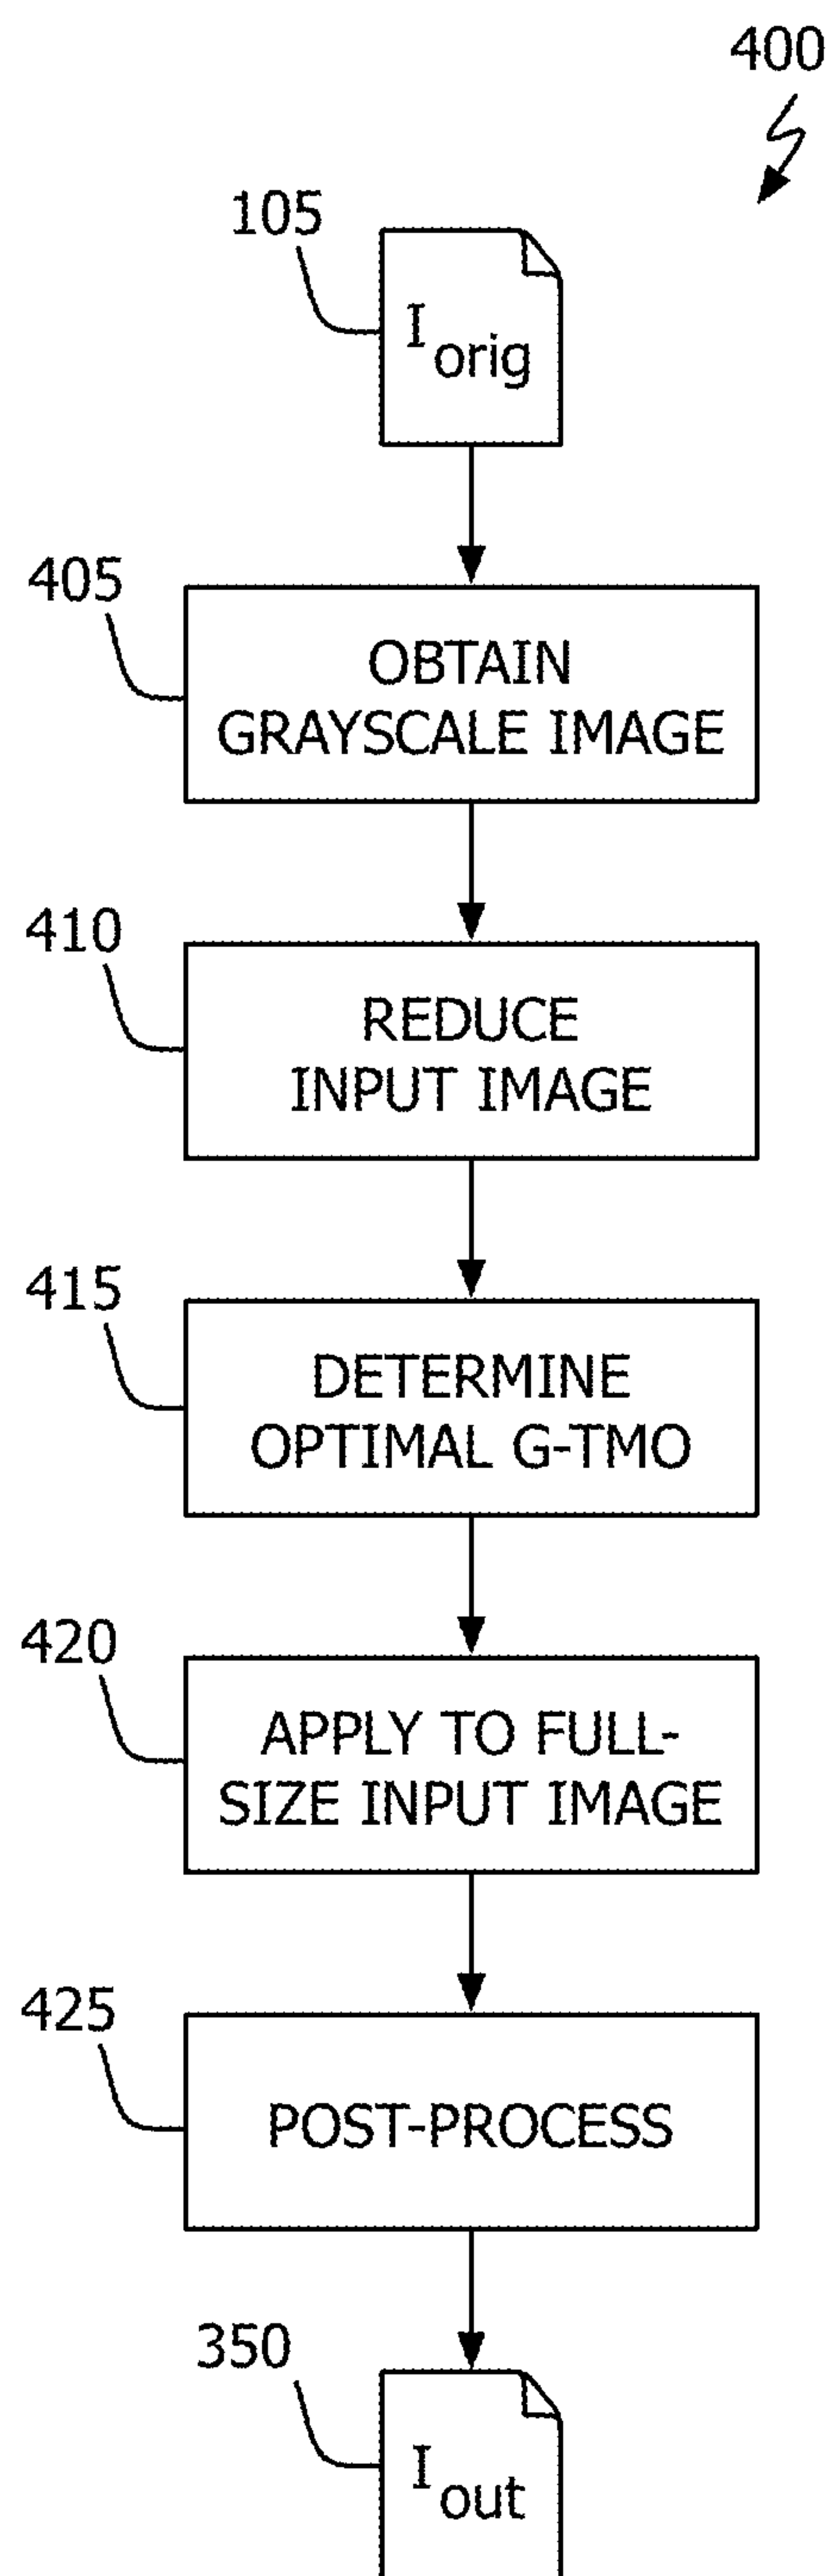 400
105
I orig
405
OBTAIN
GRAYSCALE IMAGE
410
REDUCE
INPUT IMAGE
415
DETERMINE
OPTIMAL G-TMO
420
APPLY TO FULL-
SIZE INPUT IMAGE
425
POST-PROCESS
350
I out